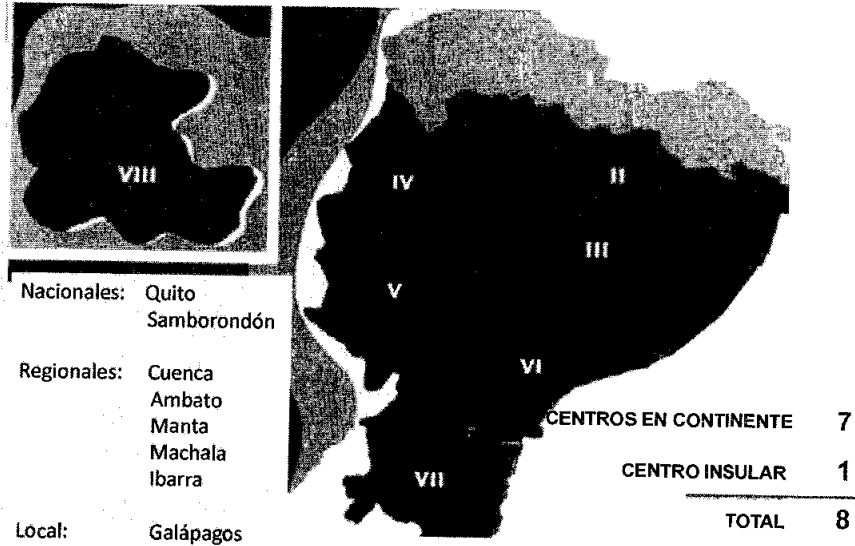 VIII
IV
II
III
V
VI
VII
Nacionales: Quito
Samborondón
Regionales: Cuenca
Ambato
Manta
Machala
Ibarra
Local: Galápagos
CENTROS EN CONTINENTE 7
CENTRO INSULAR 1
TOTAL 8